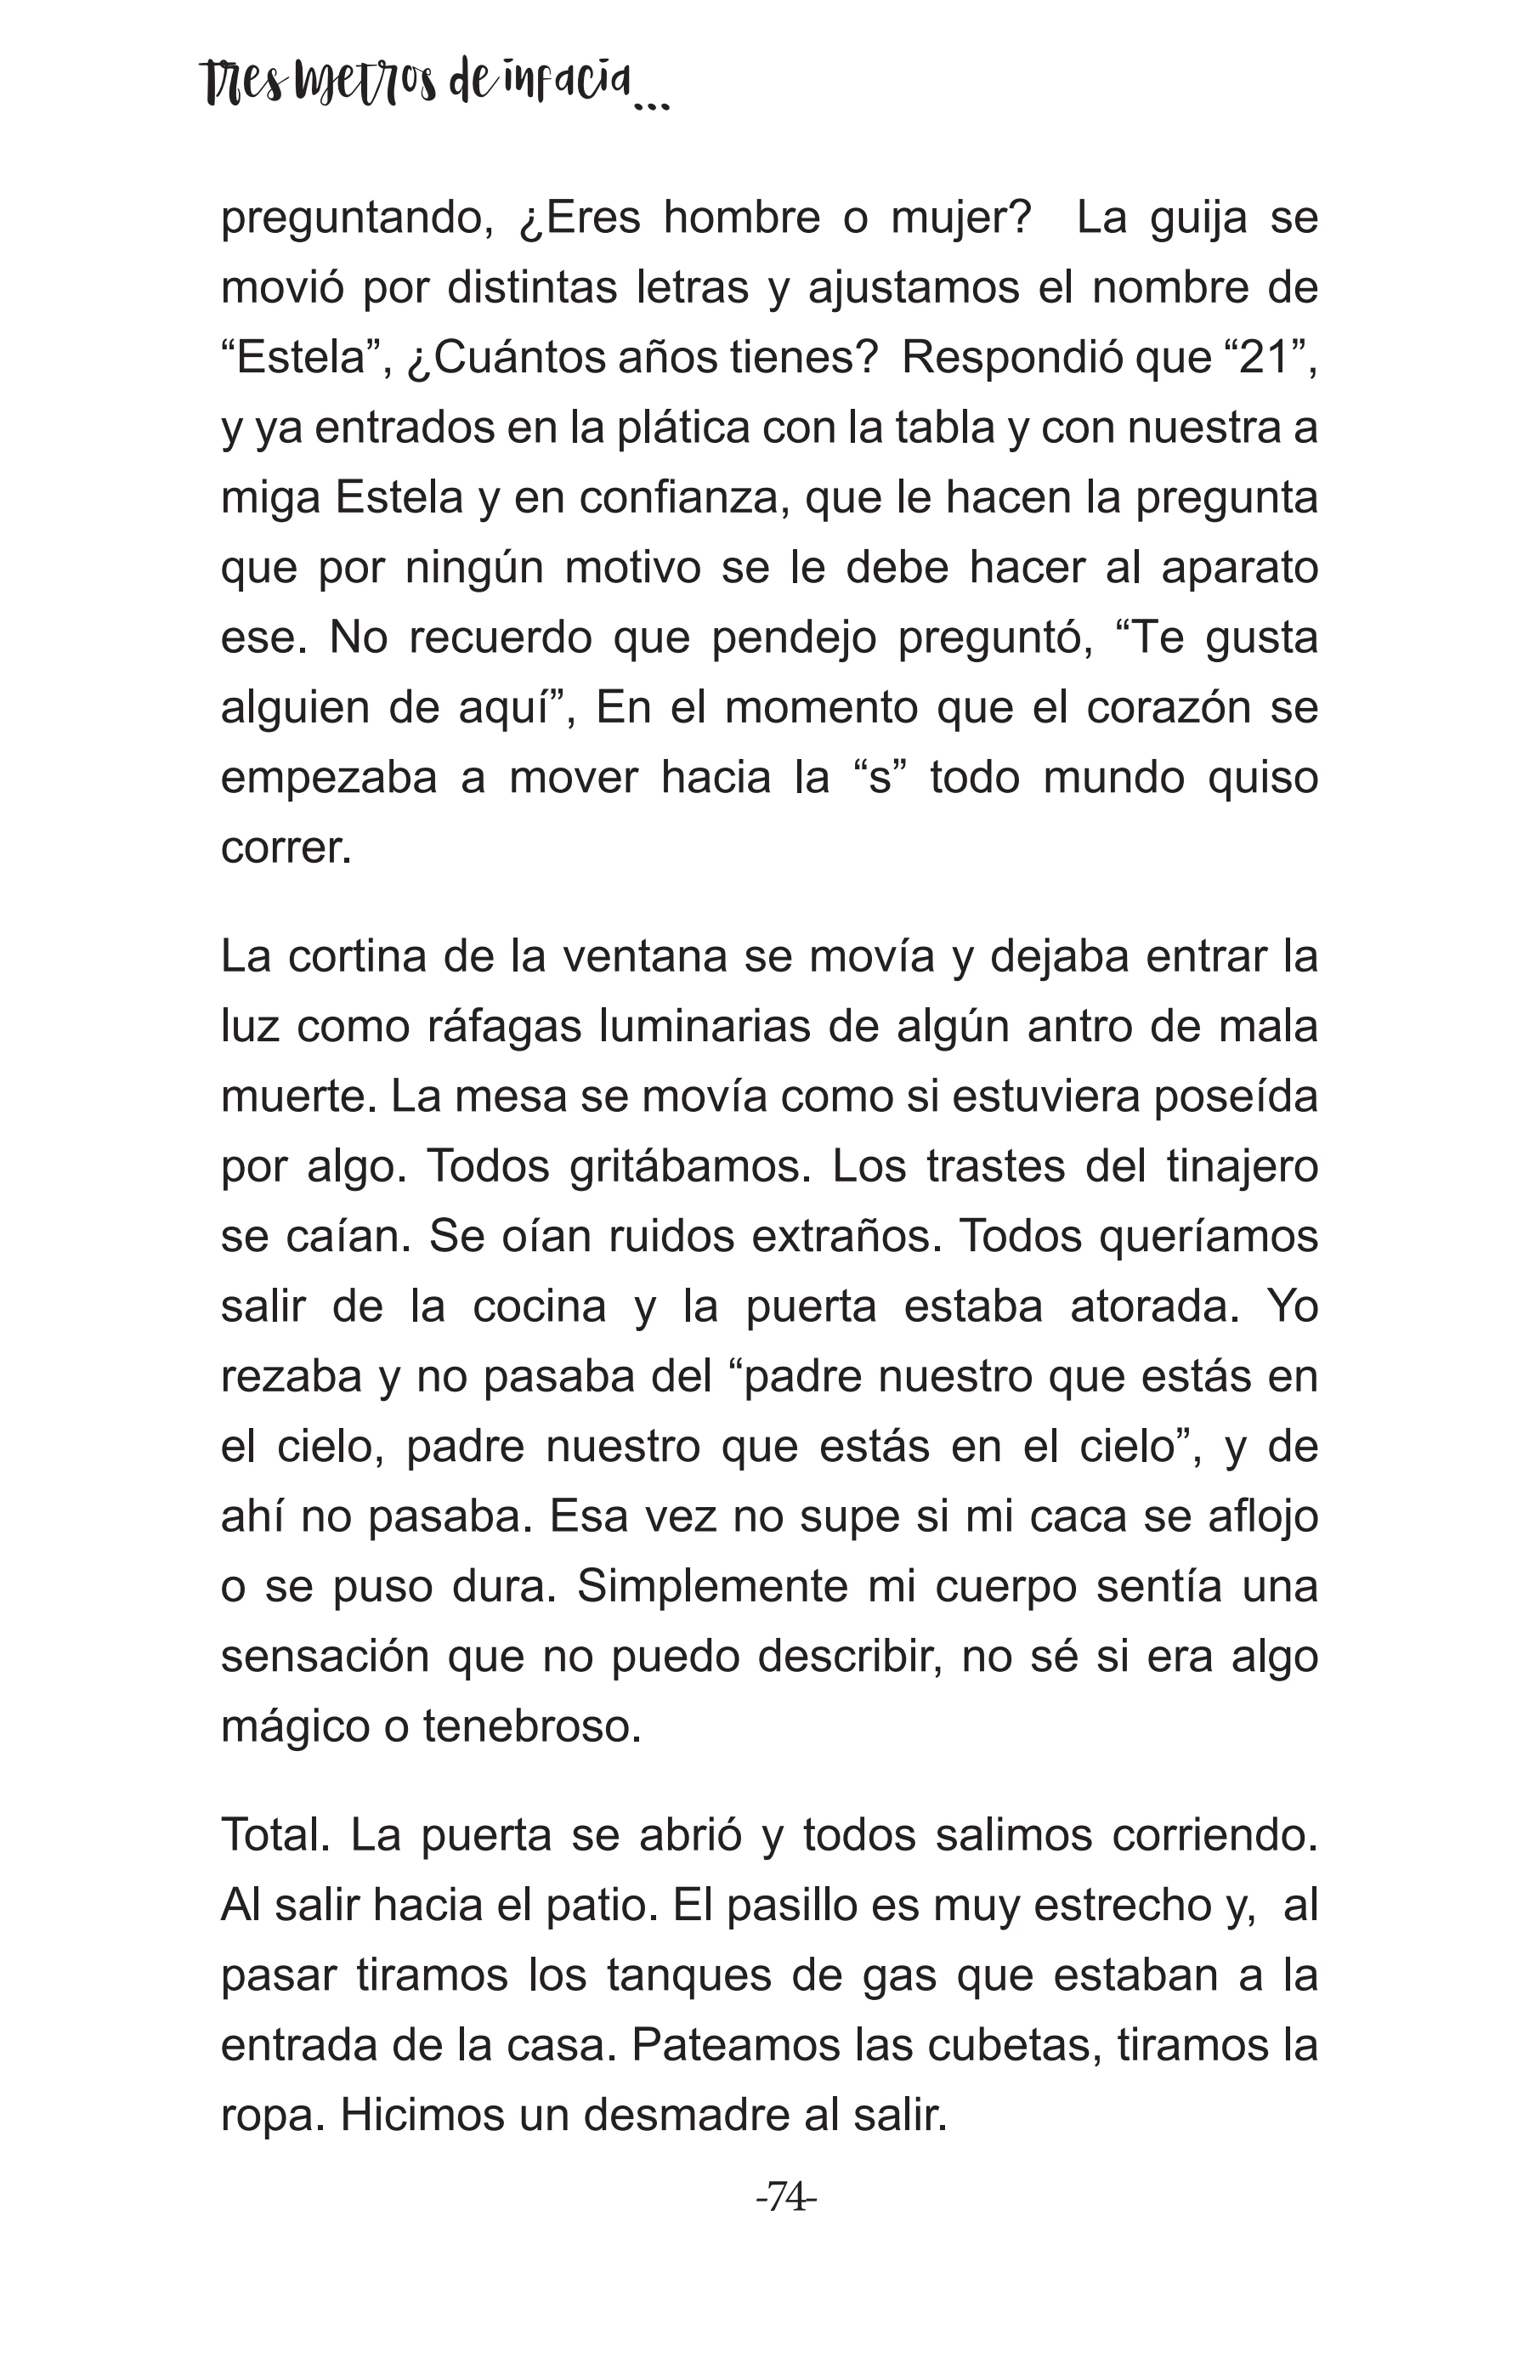 Tres metros de infacia...
preguntando, ¿Eres hombre o mujer?  La guija se
movió por distintas letras y ajustamos el nombre de
“Estela”, ¿Cuántos años tienes?  Respondió que “21”,
y ya entrados en la plática con la tabla y con nuestra a
miga Estela y en confianza, que le hacen la pregunta
que por ningún motivo se le debe hacer al aparato
ese. No recuerdo que pendejo preguntó, “Te gusta
alguien de aquí”, En el momento que el corazón se
empezaba a mover hacia la “s” todo mundo quiso
correr.
La cortina de la ventana se movía y dejaba entrar la
luz como ráfagas luminarias de algún antro de mala
muerte. La mesa se movía como si estuviera poseída
por algo. Todos gritábamos. Los trastes del tinajero
se caían. Se oían ruidos extraños. Todos queríamos
salir de la cocina y la puerta estaba atorada. Yo
rezaba y no pasaba del “padre nuestro que estás en
el cielo, padre nuestro que estás en el cielo”, y de
ahí no pasaba. Esa vez no supe si mi caca se aflojo
o se puso dura. Simplemente mi cuerpo sentía una
sensación que no puedo describir, no sé si era algo
mágico o tenebroso.
Total. La puerta se abrió y todos salimos corriendo.
Al salir hacia el patio. El pasillo es muy estrecho y,  al
pasar tiramos los tanques de gas que estaban a la
entrada de la casa. Pateamos las cubetas, tiramos la
ropa. Hicimos un desmadre al salir.
-74-